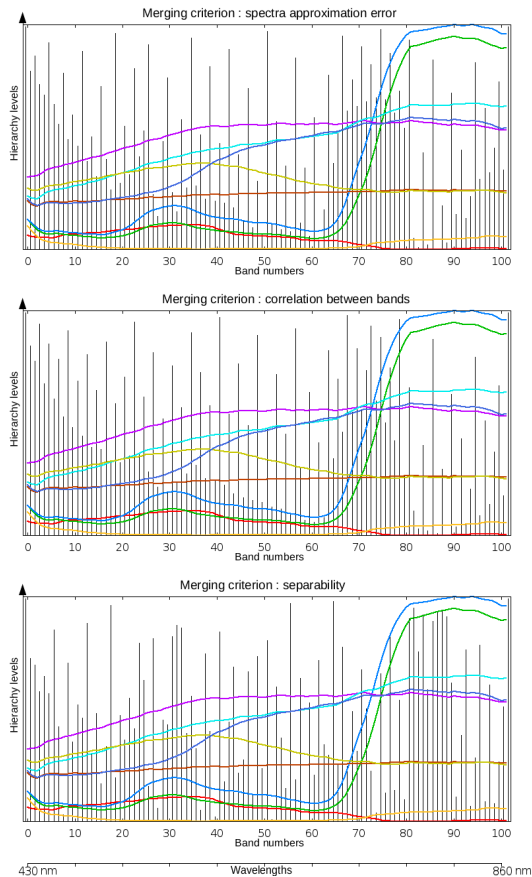 Merging criterion : spectra approximation error
Hierarchy levels
0 10 20 30 40 50 60 70 80 90 100
Band numbers
Merging criterion : correlation between bands
Hierarchy levels
0 10 20 30 40 50 60 70 80 90 100
Band numbers
Merging criterion : separability
Hierarchy levels
0 10 20 30 40 50 60 70 80 90 100
Band numbers
430 nm Wavelengths 860 nm